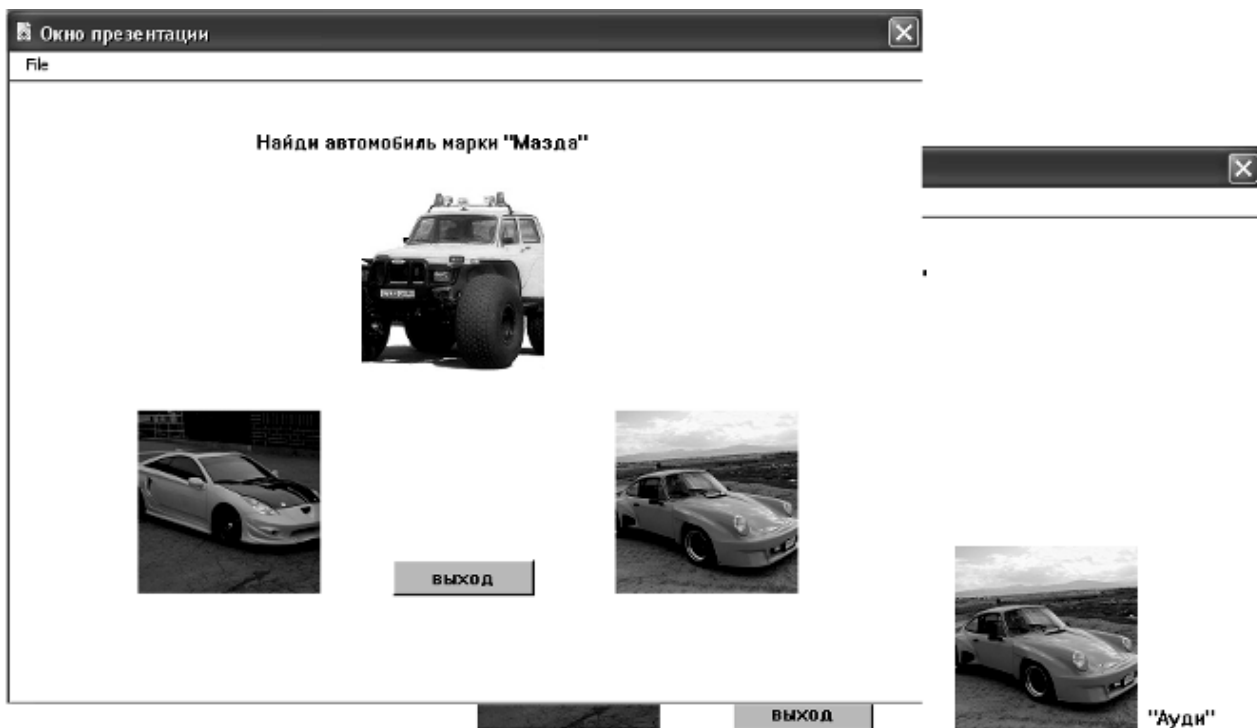 Окно презентации
File
Найди автомобиль марки "Мазда"
выход
выход
"Ауди"